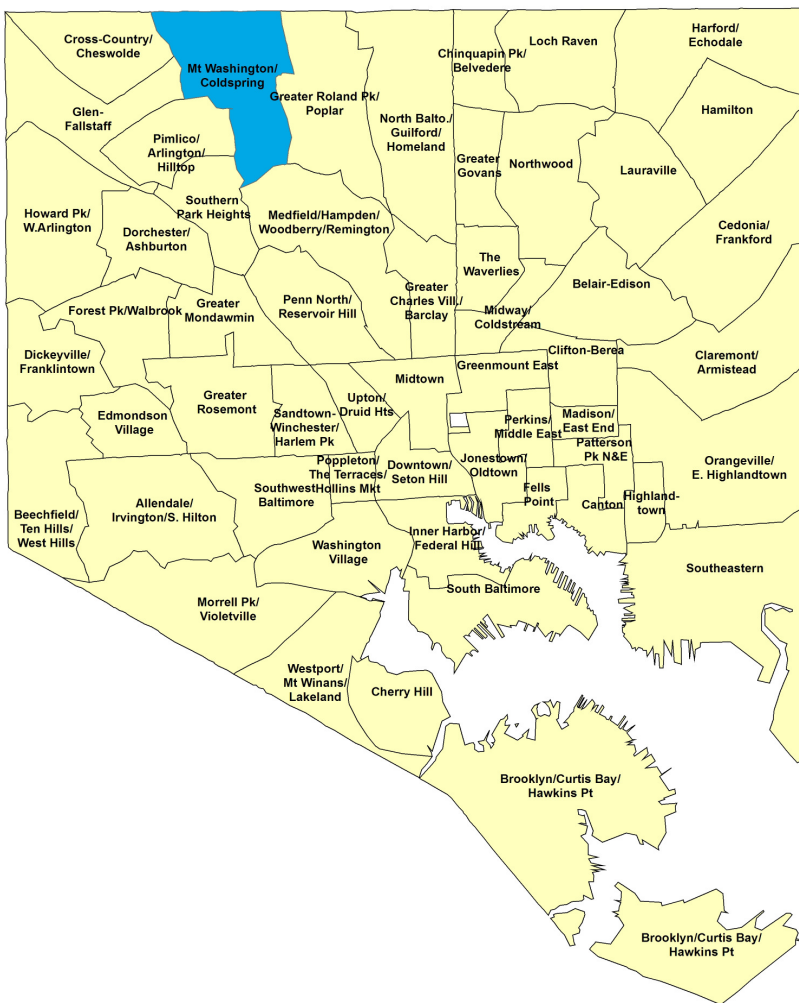 Cross-Country/
Cheswolde
Mt Washington/
Coldspring
Greater Roland Pk/
Poplar
North Balto./
Guilford/
Homeland
Chinquapin Pk/
Belvedere
Loch Raven
Harford/
Echodale
Hamilton
Glen-
Fallstaff
Pimlico/
Arlington/
Hilltop
Greater
Govans
Northwood
Lauraville
Howard Pk/
W.Arlington
Dorchester/
Ashburton
Southern
Park Heights
Medfield/Hampden/
Woodberry/Remington
Cedonia/
Frankford
The
Waverlies
Belair-Edison
Forest Pk/Walbrook
Greater
Mondawmin
Penn North/
Reservoir Hill
Greater
Charles Vill./
Barclay
Midway/
Coldstream
Dickeyville/
Franklintown
Greater
Rosemont
Midtown
Greenmount East
Clifton-Berea
Claremont/
Armistead
Edmondson
Village
Sandtown-
Winchester/
Harlem Pk
Upton/
Druid Hts
Perkins/
Middle East
Madison/
East End
Patterson
Pk N&E
Orangeville/
E. Highlandtown
Poppleton/
The Terraces/
Hollins Mkt
Downtown/
Seton Hill
Jonestown/
Oldtown
Fells
Point
Canton
Highland-
town
Beechfield/
Ten Hills/
West Hills
Allendale/
Irvington/S. Hilton
Southwest
Baltimore
Washington
Village
Inner Harbor/
Federal Hill
Southeastern
South Baltimore
Morrell Pk/
Violetville
Westport/
Mt Winans/
Lakeland
Cherry Hill
Brooklyn/Curtis Bay/
Hawkins Pt
Brooklyn/Curtis Bay/
Hawkins Pt